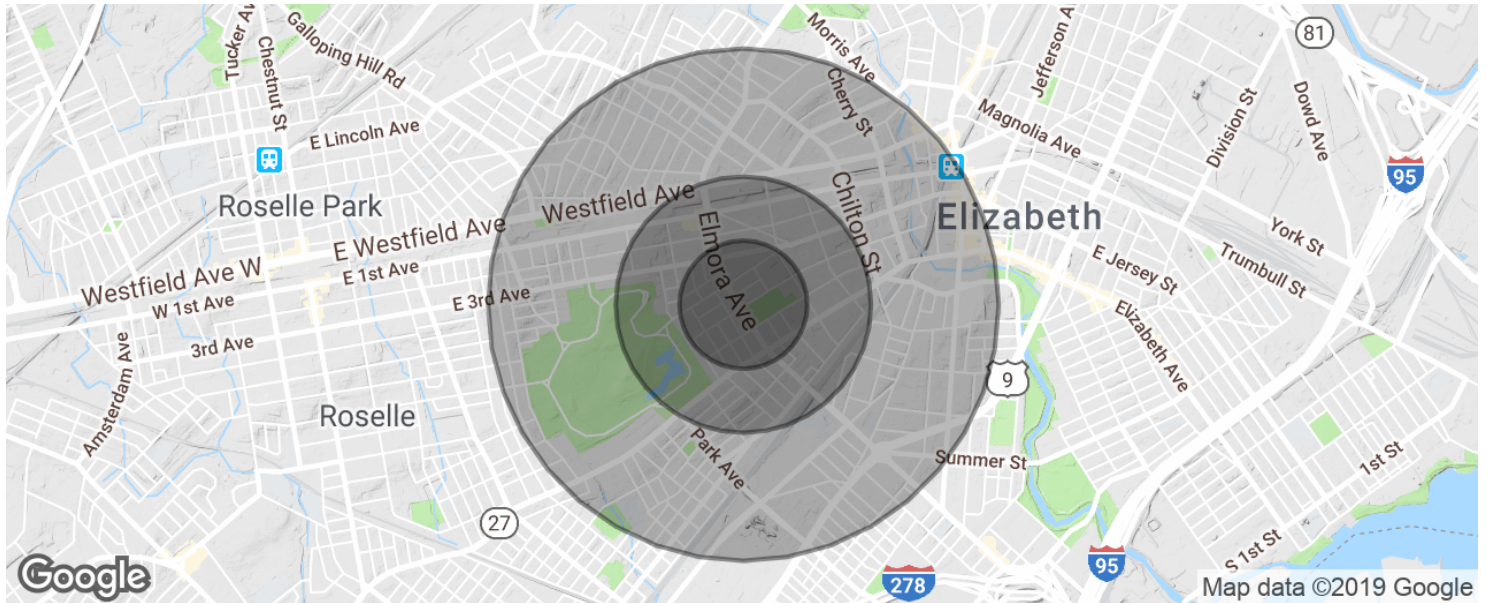 Tucker Av
Chestnut St
Galloping Hill Rd
Morris Ave
Cherry St
Jefferson A
81
Magnolia Ave
Division St
Dowd Ave
E Lincoln Ave
95
Roselle Park
Westfield Ave
Elmora Ave
Chilton St
Elizabeth
E Westfield Ave
York St
Westfield Ave W
E 1st Ave
E Jersey St
Trumbull St
W 1st Ave
E 3rd Ave
Elizabeth Ave
3rd Ave
Amsterdam Ave
9
Roselle
Park Ave
Summer St
1st St
27
S 1st St
95
278
Google
Map data ©2019 Google